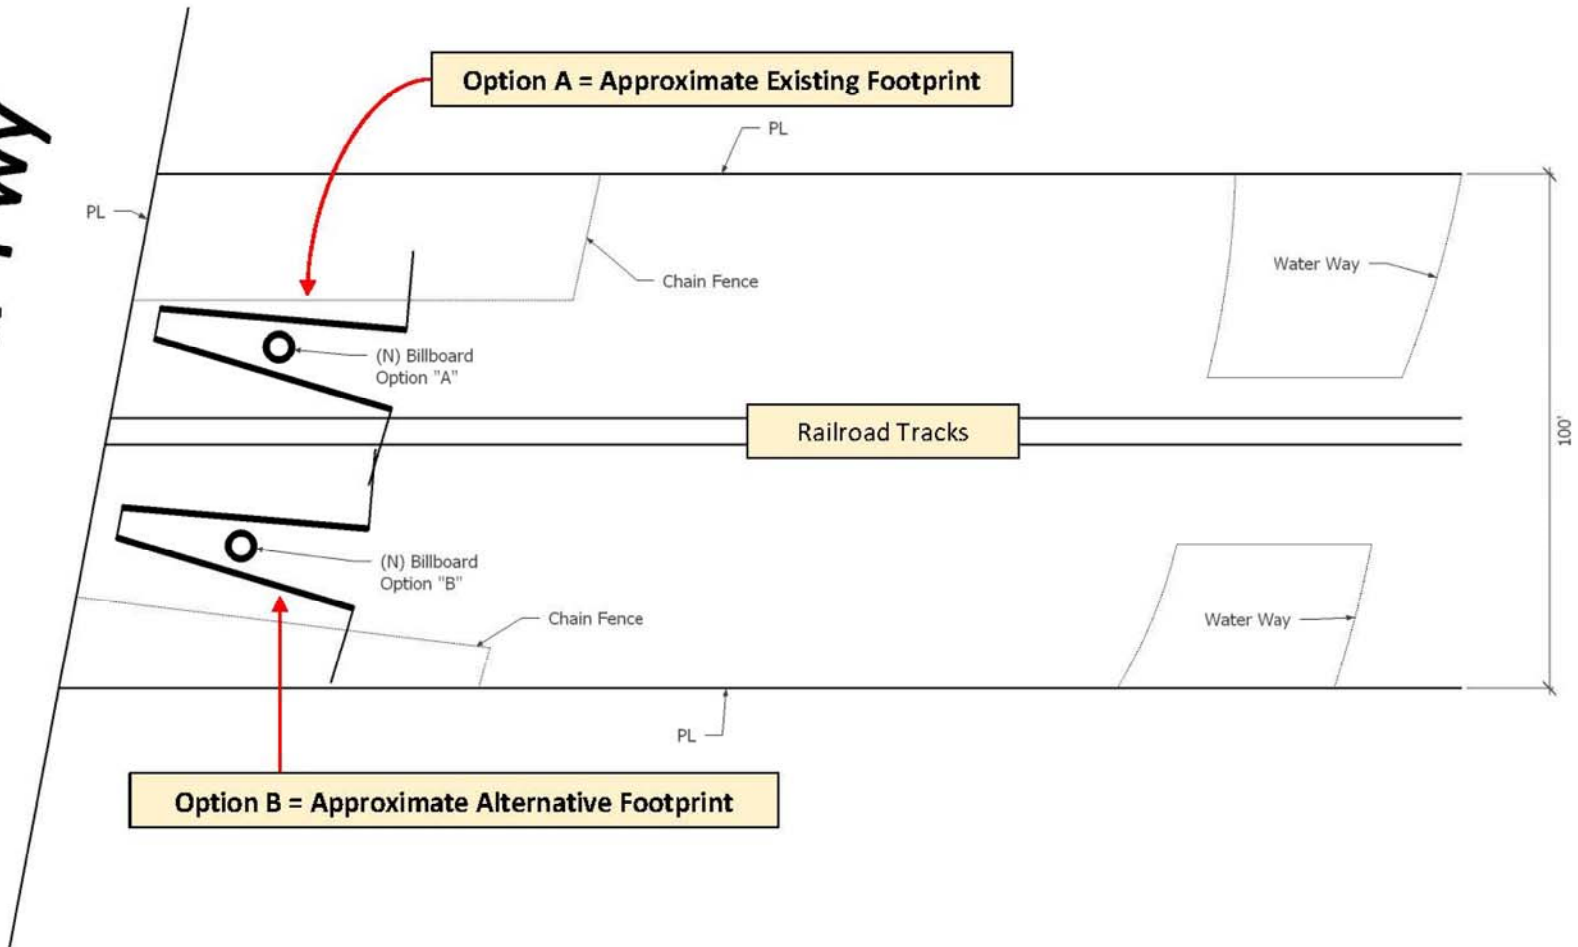 Option A = Approximate Existing Footprint
PL
PL
Chain Fence
Water Way
(N) Billboard
Option "A"
Railroad Tracks
100'
(N) Billboard
Option "B"
Chain Fence
Water Way
PL
Option B = Approximate Alternative Footprint